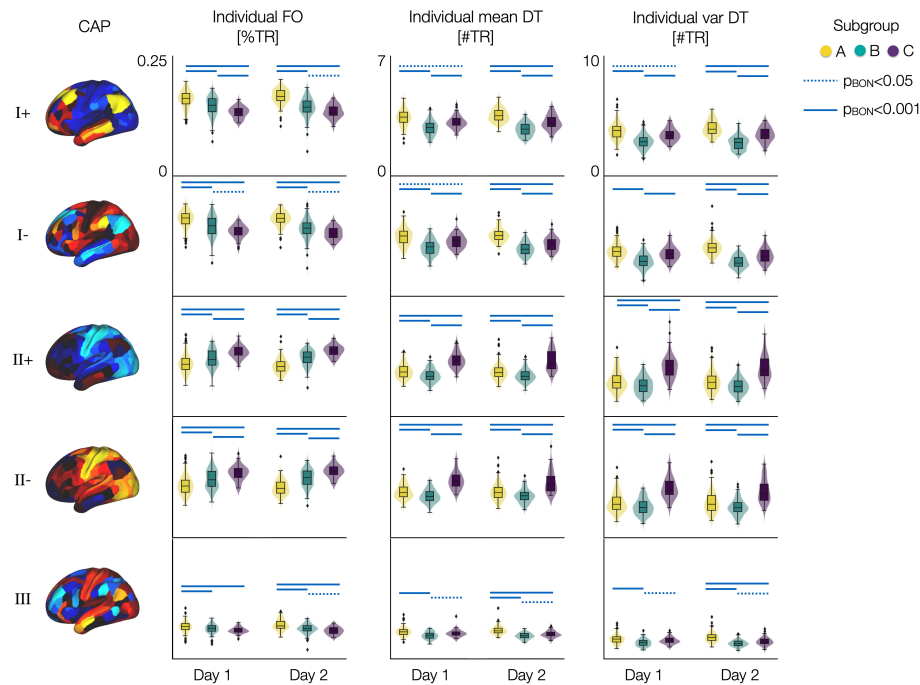 CAP
Individual FO
[%TR]
Individual mean DT
[#TR]
Individual var DT
[#TR]
Subgroup
A B C
pBON<0.05
pBON<0.001
0.25
7
10
I+
0
0
0
I-
II+
II-
III
Day 1 Day 2 Day 1 Day 2 Day 1 Day 2